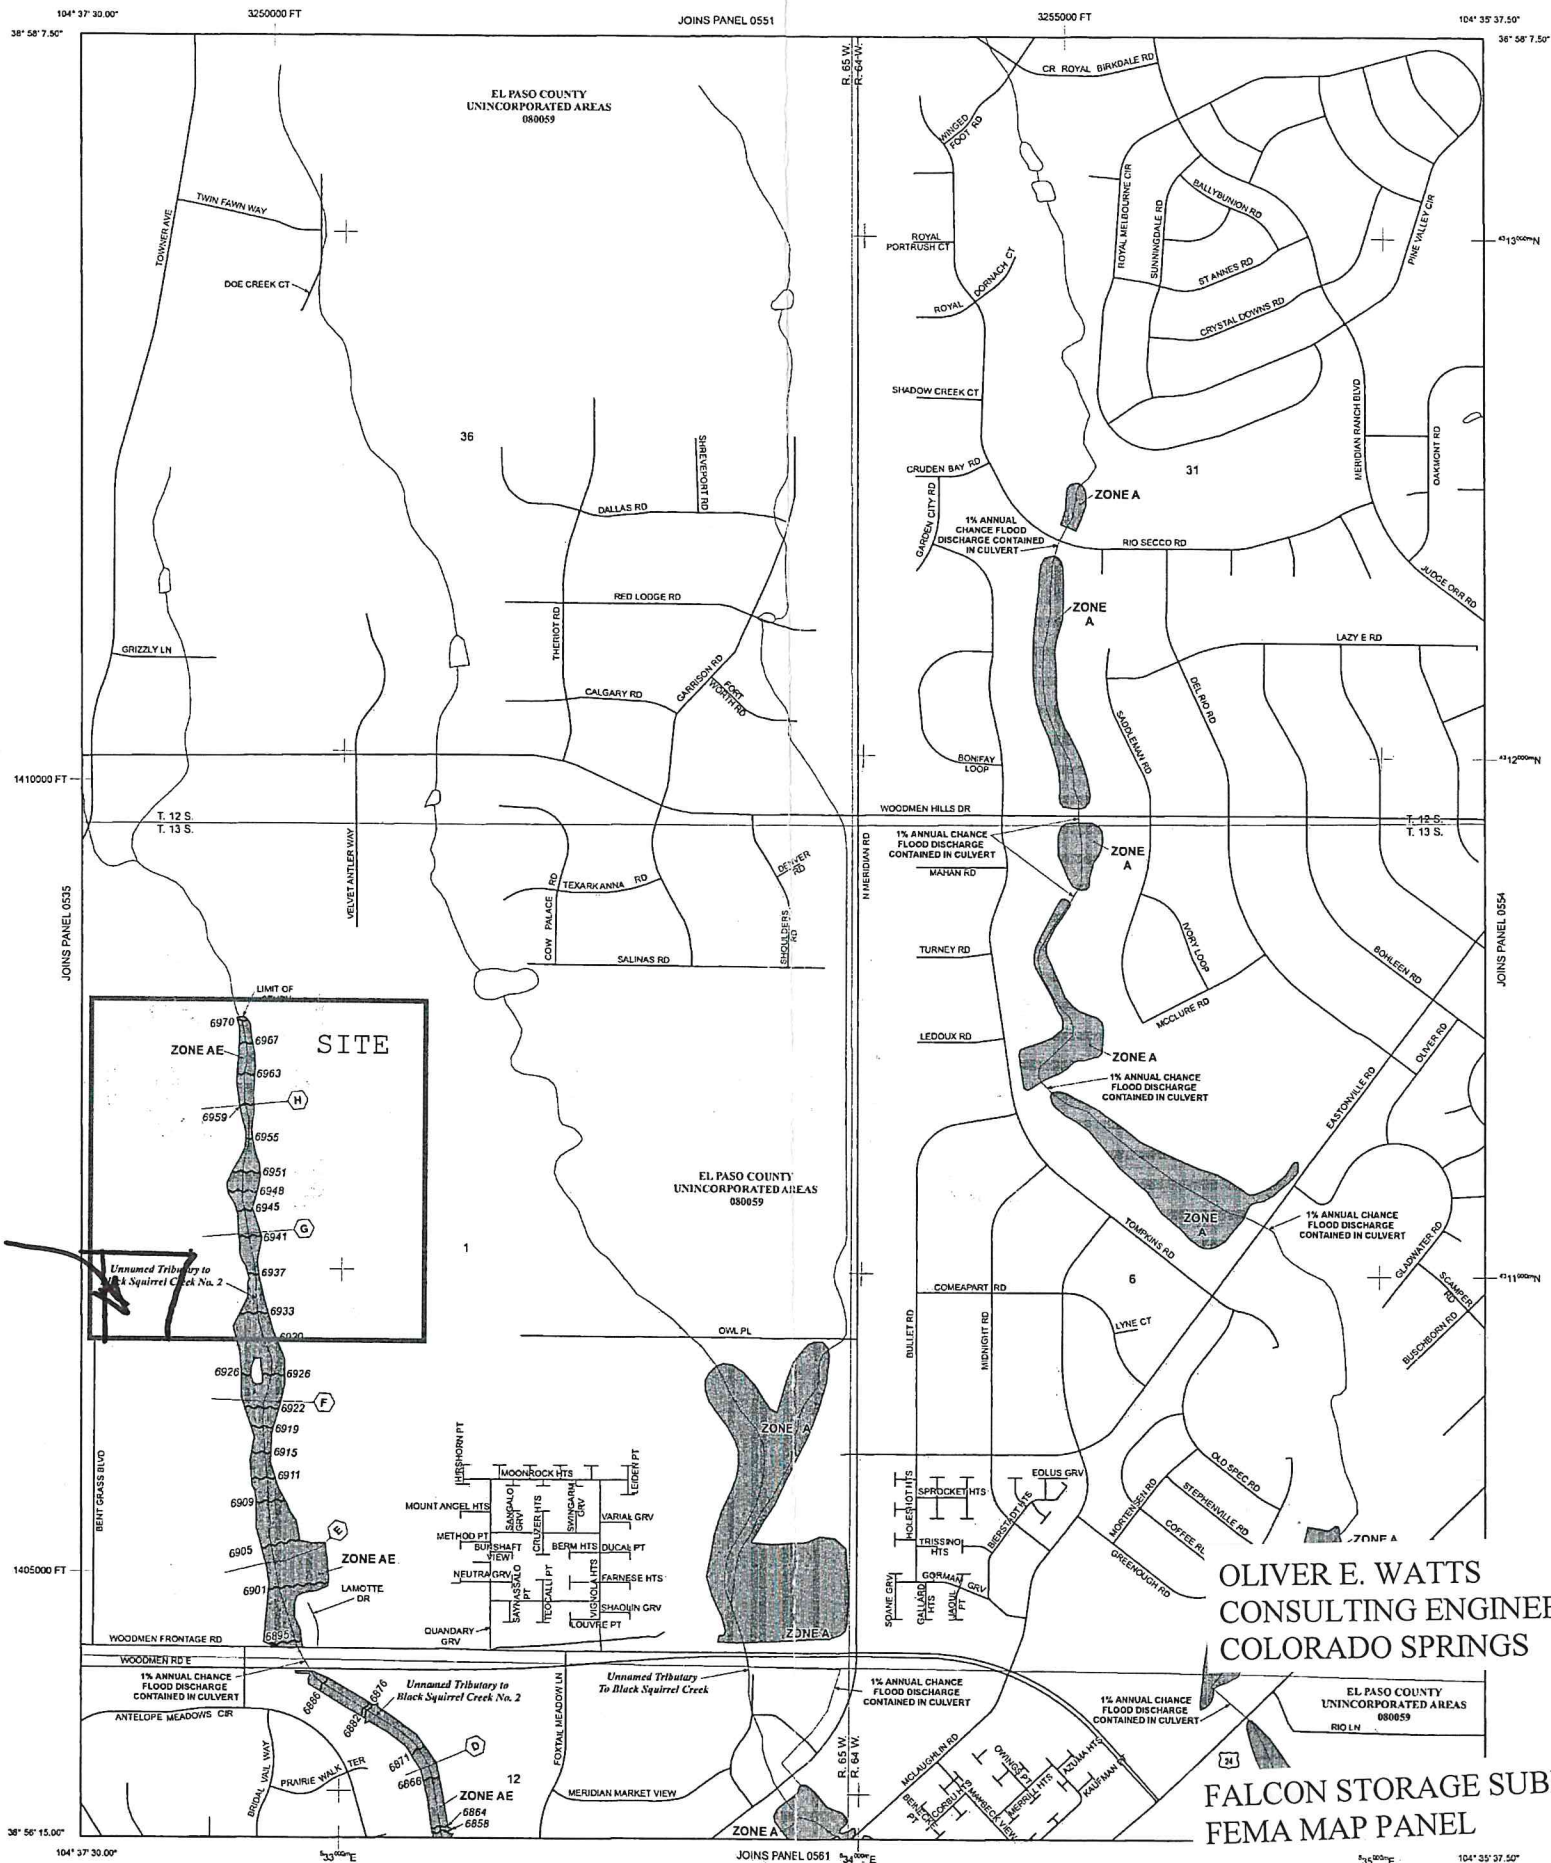 104° 37' 30.00"
3250000 FT
JOINS PANEL 0551
3255000 FT
104° 35' 37.50"
38° 58' 7.50"
36° 58' 7.50"
EL PASO COUNTY
UNINCORPORATED AREAS
080059
R. 65 W.
R. 64 W.
CR ROYAL BIRKDALE RD
WINGED
FOOT RD
TOWNER AVE
TWIN FAWN WAY
DOE CREEK CT
ROYAL
PORTRUSH CT
ROYAL DORNACH CT
ROYAL MELBOURNE CIR
SUNNINGDALE RD
BALLYBUNION RD
ST ANNES RD
CRYSTAL DOWNS RD
PINE VALLEY CIR
4313000mN
SHADOW CREEK CT
MERIDIAN RANCH BLVD
OAKMONT RD
36
31
CRUDEN BAY RD
GARDEN CITY RD
SHREVEPORT RD
DALLAS RD
ZONE A
1% ANNUAL
CHANCE FLOOD
DISCHARGE CONTAINED
IN CULVERT
RIO SECCO RD
JUDGE ORR RD
RED LODGE RD
THERIOT RD
ZONE
A
LAZY E RD
GRIZZLY LN
CALGARY RD
GARRISON RD
FORT
WORTH RD
SADDLEMAN RD
DEL RIO RD
BONIFAY
LOOP
4312000mN
1410000 FT
WOODMEN HILLS DR
T. 12 S.
T. 13 S.
T. 12 S.
T. 13 S.
VELVET ANTLER WAY
N MERIDIAN RD
1% ANNUAL CHANCE
FLOOD DISCHARGE
CONTAINED IN CULVERT
ZONE
A
MAHAN RD
DENVER
RD
TEXARKANNA RD
COW PALACE RD
SHOULDERS
RD
SALINAS RD
JOINS PANEL 0535
JOINS PANEL 0554
TURNEY RD
IVORY LOOP
BOHLEEN RD
MCCLURE RD
LIMIT OF
SITE
6970
6967
ZONE AE
6963
H
6959
6955
6951
6948
6945
G
6941
6937
Unnumed Tributary to
Black Squirrel Creek No. 2
6933
LEDOUX RD
ZONE A
1% ANNUAL CHANCE
FLOOD DISCHARGE
CONTAINED IN CULVERT
OLIVER RD
EASTONVILLE RD
EL PASO COUNTY
UNINCORPORATED AREAS
080059
1
ZONE
A
1% ANNUAL CHANCE
FLOOD DISCHARGE
CONTAINED IN CULVERT
TOMPKINS RD
GLADWATER RD
SCAMPER
RD
BUSCHBORN RD
4311000mN
COMEAPART RD
6
LYNE CT
BULLET RD
MIDNIGHT RD
OWL PL
6926
6926
F
6922
6919
6915
6911
6909
E
6905
ZONE AE
6901
LAMOTTE
DR
6895
BENT GRASS BLVD
ZONE A
HIRSHORN PT
MOONROCK HTS
LEIDEN PT
MOUNT ANGEL HTS
SANGALO
GRV
CRUZER HTS
SWINGARM
GRV
VARIAL GRV
METHOD PT
BUNSHAFT
VIEW
BERM HTS
DUCAL PT
NEUTRA GRV
SAYNASSALO
PT
TEOCALLI PT
VIGNOLA HTS
FARNESE HTS
SHAOLIN GRV
LOUVRE PT
QUANDARY
GRV
HOLESHOT HTS
SPROCKET HTS
EOLUS GRV
BIERSTADT HTS
TRISSINO
HTS
GORMAN GRV
SOANE GRV
GALLARD
HTS
OLD SPEC RD
STEPHENVILLE RD
MORTENSEN RD
COFFEE RL
GREENOUGH RD
ZONE A
1405000 FT
ZONE A
OLIVER E. WATTS
CONSULTING ENGINEE
COLORADO SPRINGS
WOODMEN FRONTAGE RD
WOODMEN RD E
1% ANNUAL CHANCE
FLOOD DISCHARGE
CONTAINED IN CULVERT
ANTELOPE MEADOWS CIR
Unnamed Tributary to
Black Squirrel Creek No. 2
6886
6882
6876
6871
6866
D
12
ZONE AE
6864
6858
BRIDAL VAIL WAY
PRAIRIE WALK TER
FOXTAIL MEADOW LN
Unnamed Tributary
To Black Squirrel Creek
1% ANNUAL CHANCE
FLOOD DISCHARGE
CONTAINED IN CULVERT
MERIDIAN MARKET VIEW
R. 65 W.
R. 64 W.
ZONE A
1% ANNUAL CHANCE
FLOOD DISCHARGE
CONTAINED IN CULVERT
EL PASO COUNTY
UNINCORPORATED AREAS
080059
RIO LN
24
MCLAUGHLIN RD
OWINGS PT
AZUMA HTS
KAUFMAN
MERRILL HTS
S MAYBECK VIEW
CORBU HTS
BEINECKE
PT
FALCON STORAGE SUB
FEMA MAP PANEL
38° 56' 15.00"
104° 37' 30.00"
533000mE
JOINS PANEL 0561
534000mE
535000mE
104° 35' 37.50"